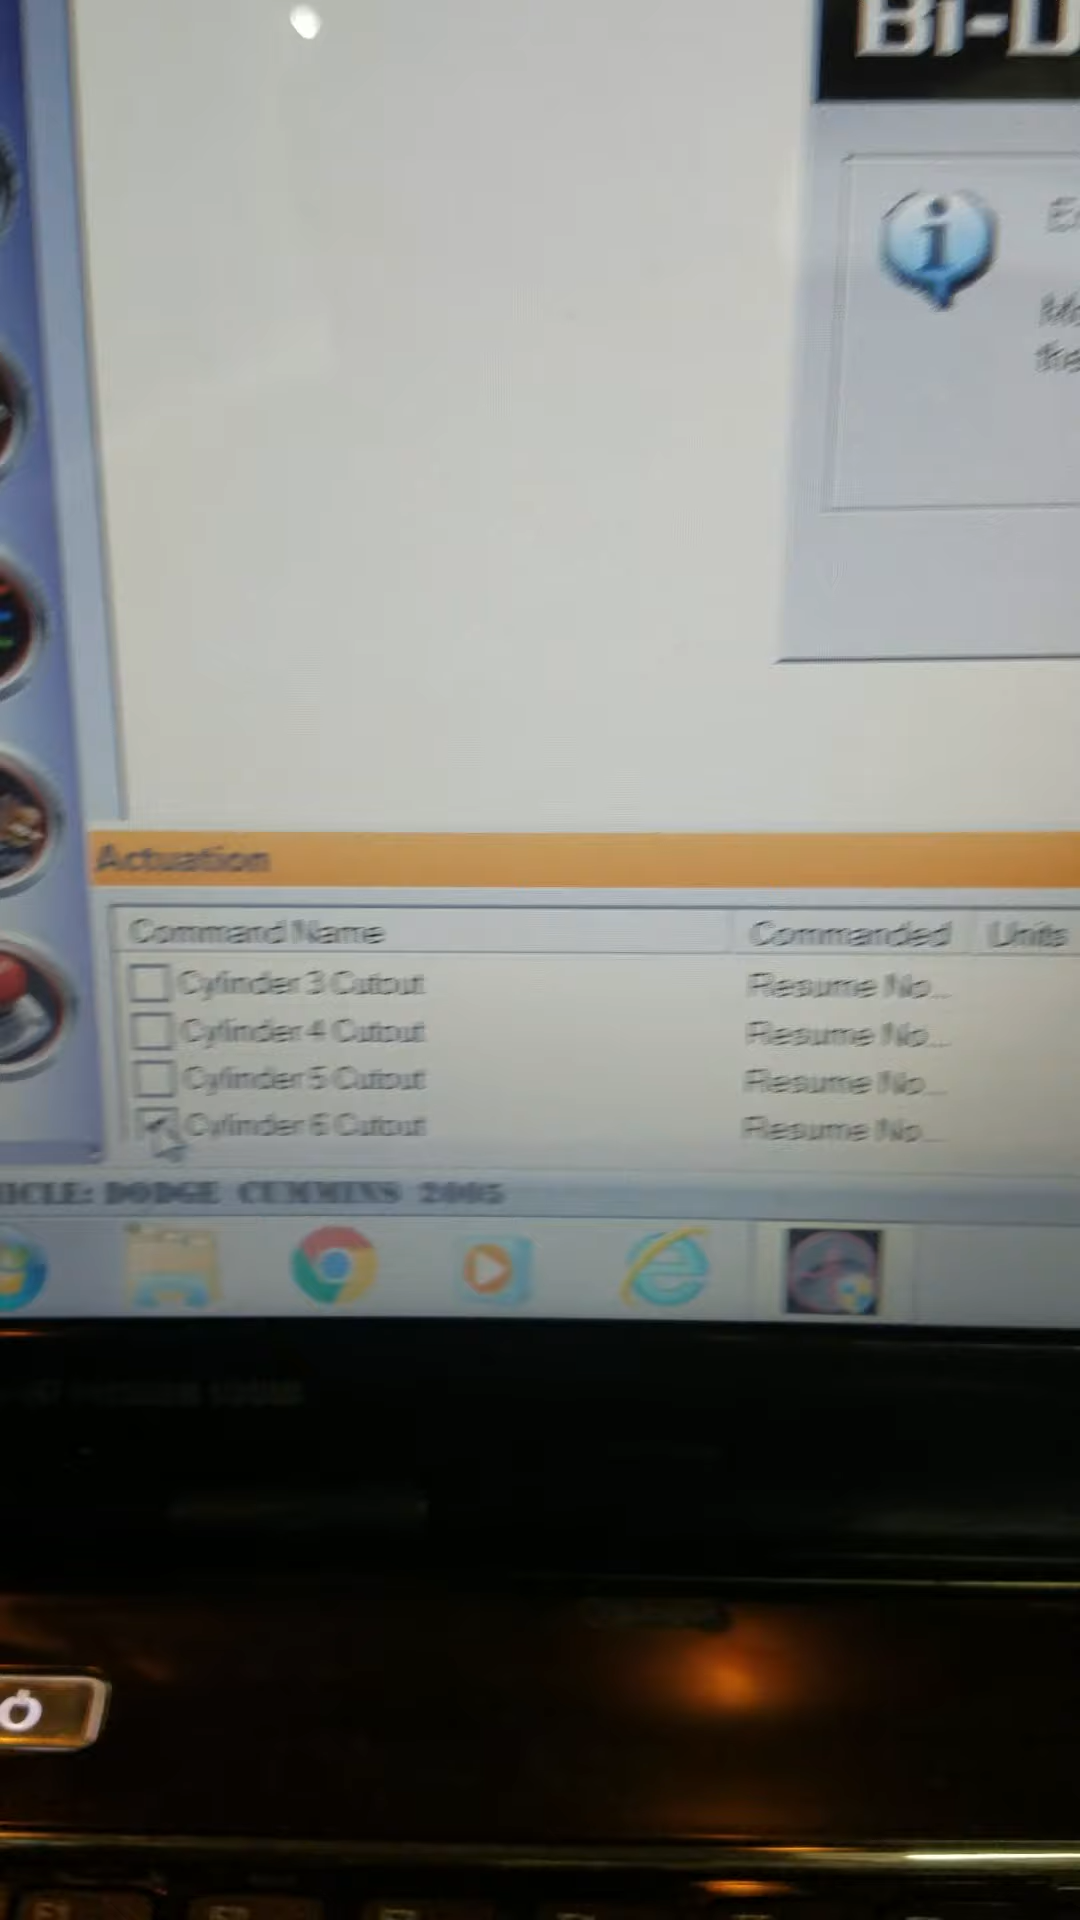 Bi-D
Actuation
Command Name Commanded Units
Cylinder 3 Cutout Resume No...
Cylinder 4 Cutout Resume No...
Cylinder 5 Cutout Resume No...
Cylinder 6 Cutout Resume No...
ICLE: DODGE CUMMINS 2005